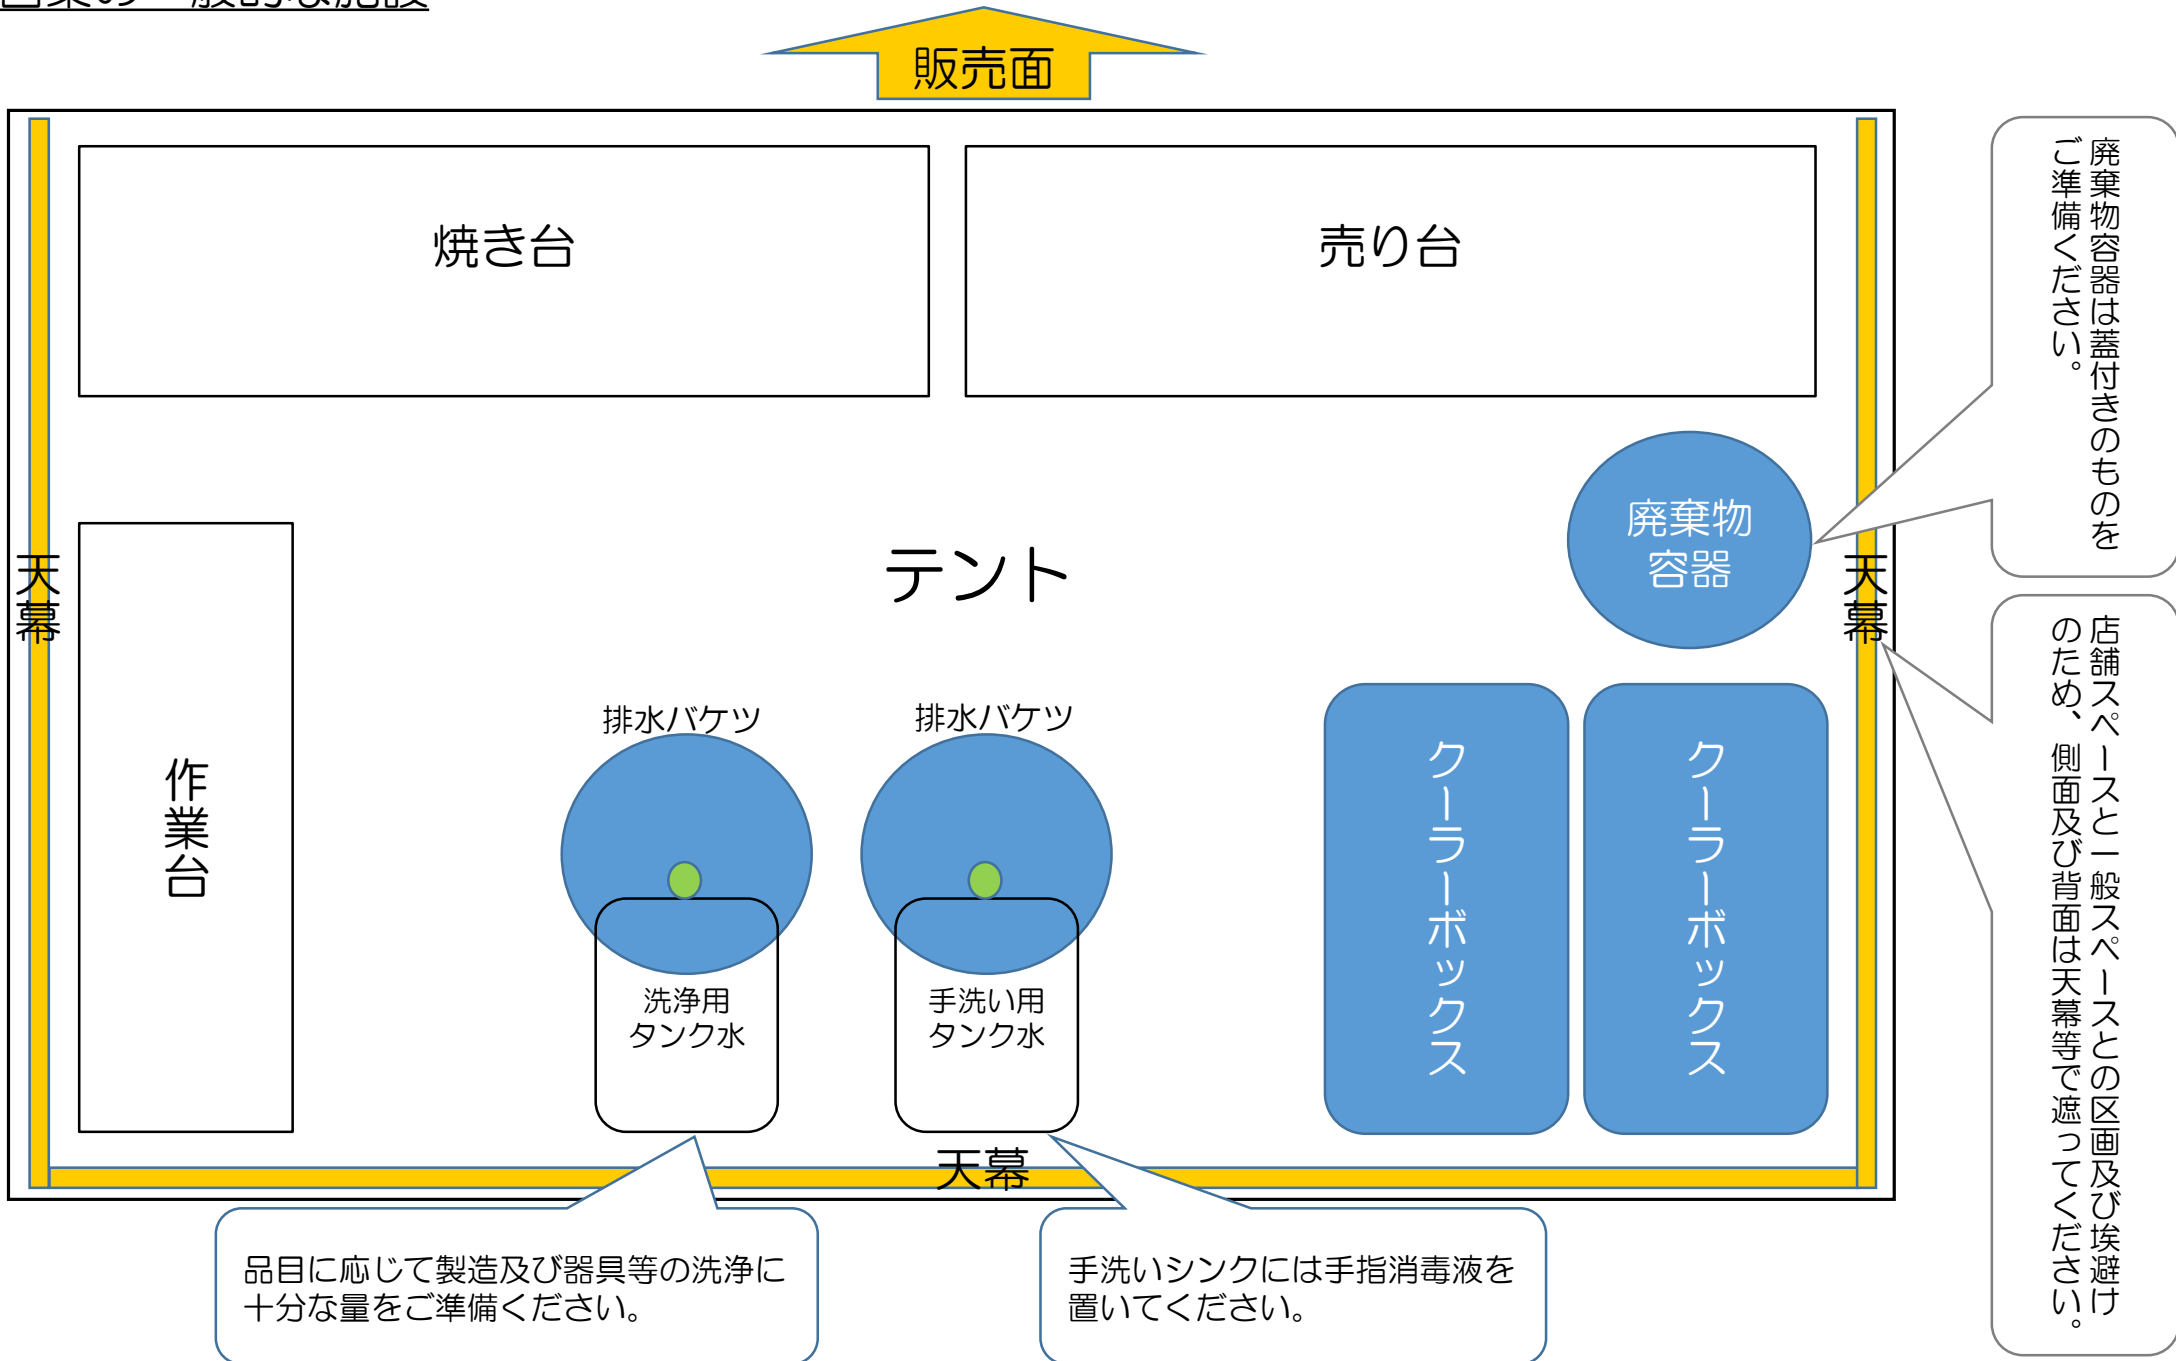 業の一般的な施設
販売面
焼き台
売り台
廃棄物容器は蓋付きのものを
ご準備ください。
廃棄物
容器
天幕
テント
天幕
作業台
排水バケツ
排水バケツ
洗浄用
タンク水
手洗い用
タンク水
クーラーボックス
クーラーボックス
店舗スペースと一般スペースとの区画及び埃避け
のため、側面及び背面は天幕等で遮ってください。
天幕
品目に応じて製造及び器具等の洗浄に
十分な量をご準備ください。
手洗いシンクには手指消毒液を
置いてください。